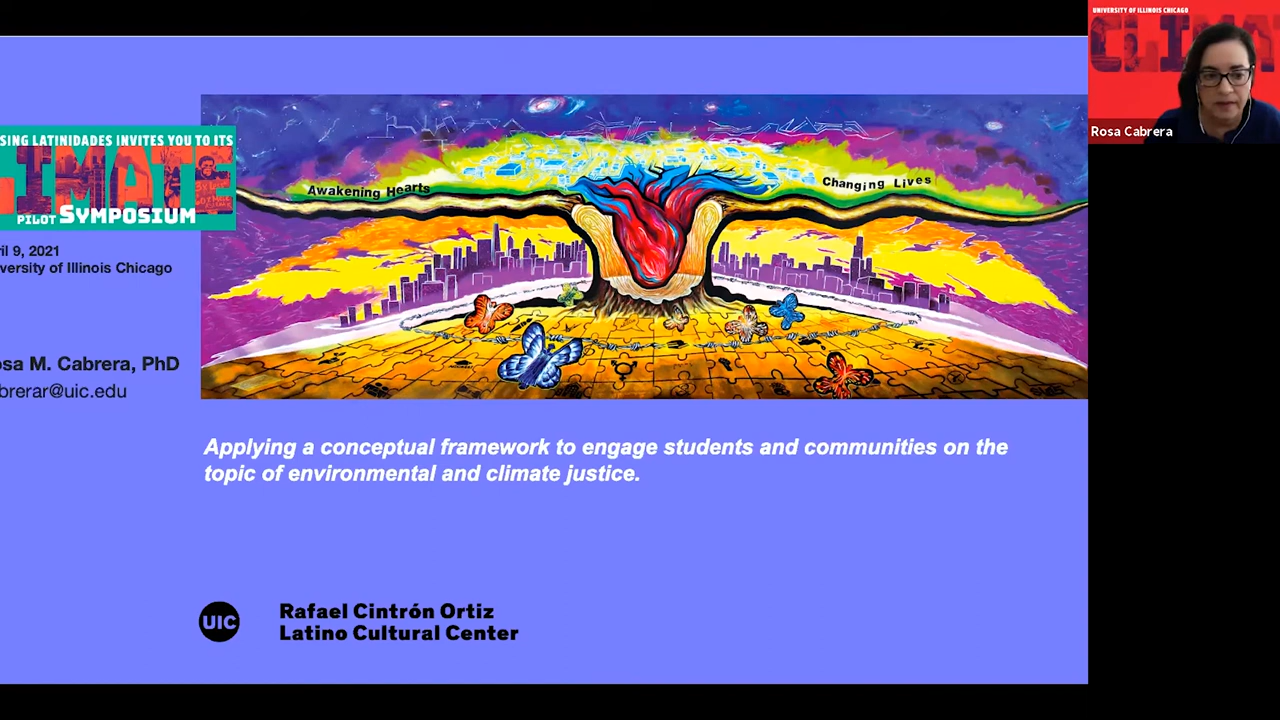 SING LATINIDADES INVITES YOU TO ITS
IMATE
PILOT SYMPOSIUM
ril 9, 2021
versity of Illinois Chicago
osa M. Cabrera, PhD
brerar@uic.edu
Awakening Hearts
Changing Lives
Applying a conceptual framework to engage students and communities on the
topic of environmental and climate justice.
UIC
Rafael Cintrón Ortiz
Latino Cultural Center
UNIVERSITY OF ILLINOIS CHICAGO
CLIMA
Rosa Cabrera